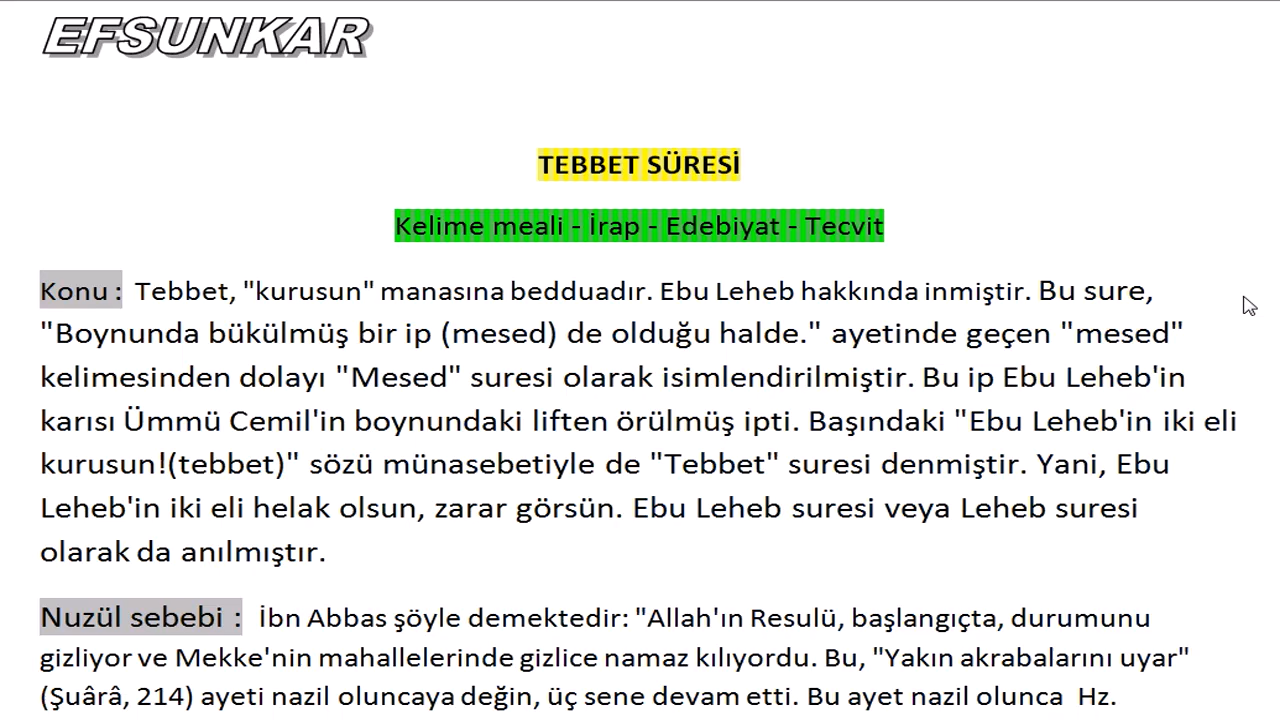 EFSUNKAR
TEBBET SÜRESİ
Kelime meali - İrap - Edebiyat - Tecvit
Konu : Tebbet, "kurusun" manasına bedduadır. Ebu Leheb hakkında inmiştir. Bu sure,
"Boynunda bükülmüş bir ip (mesed) de olduğu halde." ayetinde geçen "mesed"
kelimesinden dolayı "Mesed" suresi olarak isimlendirilmiştir. Bu ip Ebu Leheb'in
karısı Ümmü Cemil'in boynundaki liften örülmüş ipti. Başındaki "Ebu Leheb'in iki eli
kurusun!(tebbet)" sözü münasebetiyle de "Tebbet" suresi denmiştir. Yani, Ebu
Leheb'in iki eli helak olsun, zarar görsün. Ebu Leheb suresi veya Leheb suresi
olarak da anılmıştır.
Nuzül sebebi : İbn Abbas şöyle demektedir: "Allah'ın Resulü, başlangıçta, durumunu
gizliyor ve Mekke'nin mahallelerinde gizlice namaz kılıyordu. Bu, "Yakın akrabalarını uyar"
(Şuârâ, 214) ayeti nazil oluncaya değin, üç sene devam etti. Bu ayet nazil olunca Hz.